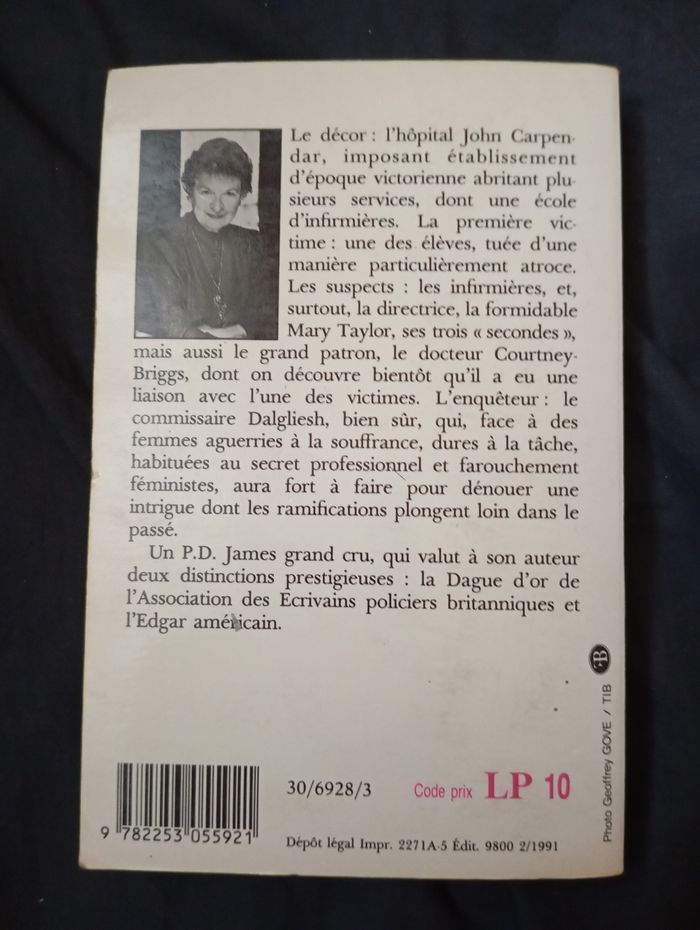 Le décor : l'hôpital John Carpen-
dar, imposant établissement
d'époque victorienne abritant plu-
sieurs services, dont une école
d'infirmières. La première vic-
time : une des élèves, tuée d'une
manière particulièrement atroce.
Les suspects : les infirmières, et,
surtout, la directrice, la formidable
Mary Taylor, ses trois « secondes »,
mais aussi le grand patron, le docteur Courtney-
Briggs, dont on découvre bientôt qu'il a eu une
liaison avec l'une des victimes. L'enquêteur : le
commissaire Dalgliesh, bien sûr, qui, face à des
femmes aguerries à la souffrance, dures à la tâche,
habituées au secret professionnel et farouchement
féministes, aura fort à faire pour dénouer une
intrigue dont les ramifications plongent loin dans le
passé.
Un P.D. James grand cru, qui valut à son auteur
deux distinctions prestigieuses : la Dague d'or de
l'Association des Ecrivains policiers britanniques et
l'Edgar américain.
Photo Geoffrey GOVE / TIB
30/6928/3
Code prix LP 10
9 782253 055921
Dépôt légal Impr. 2271A-5 Édit. 9800 2/1991